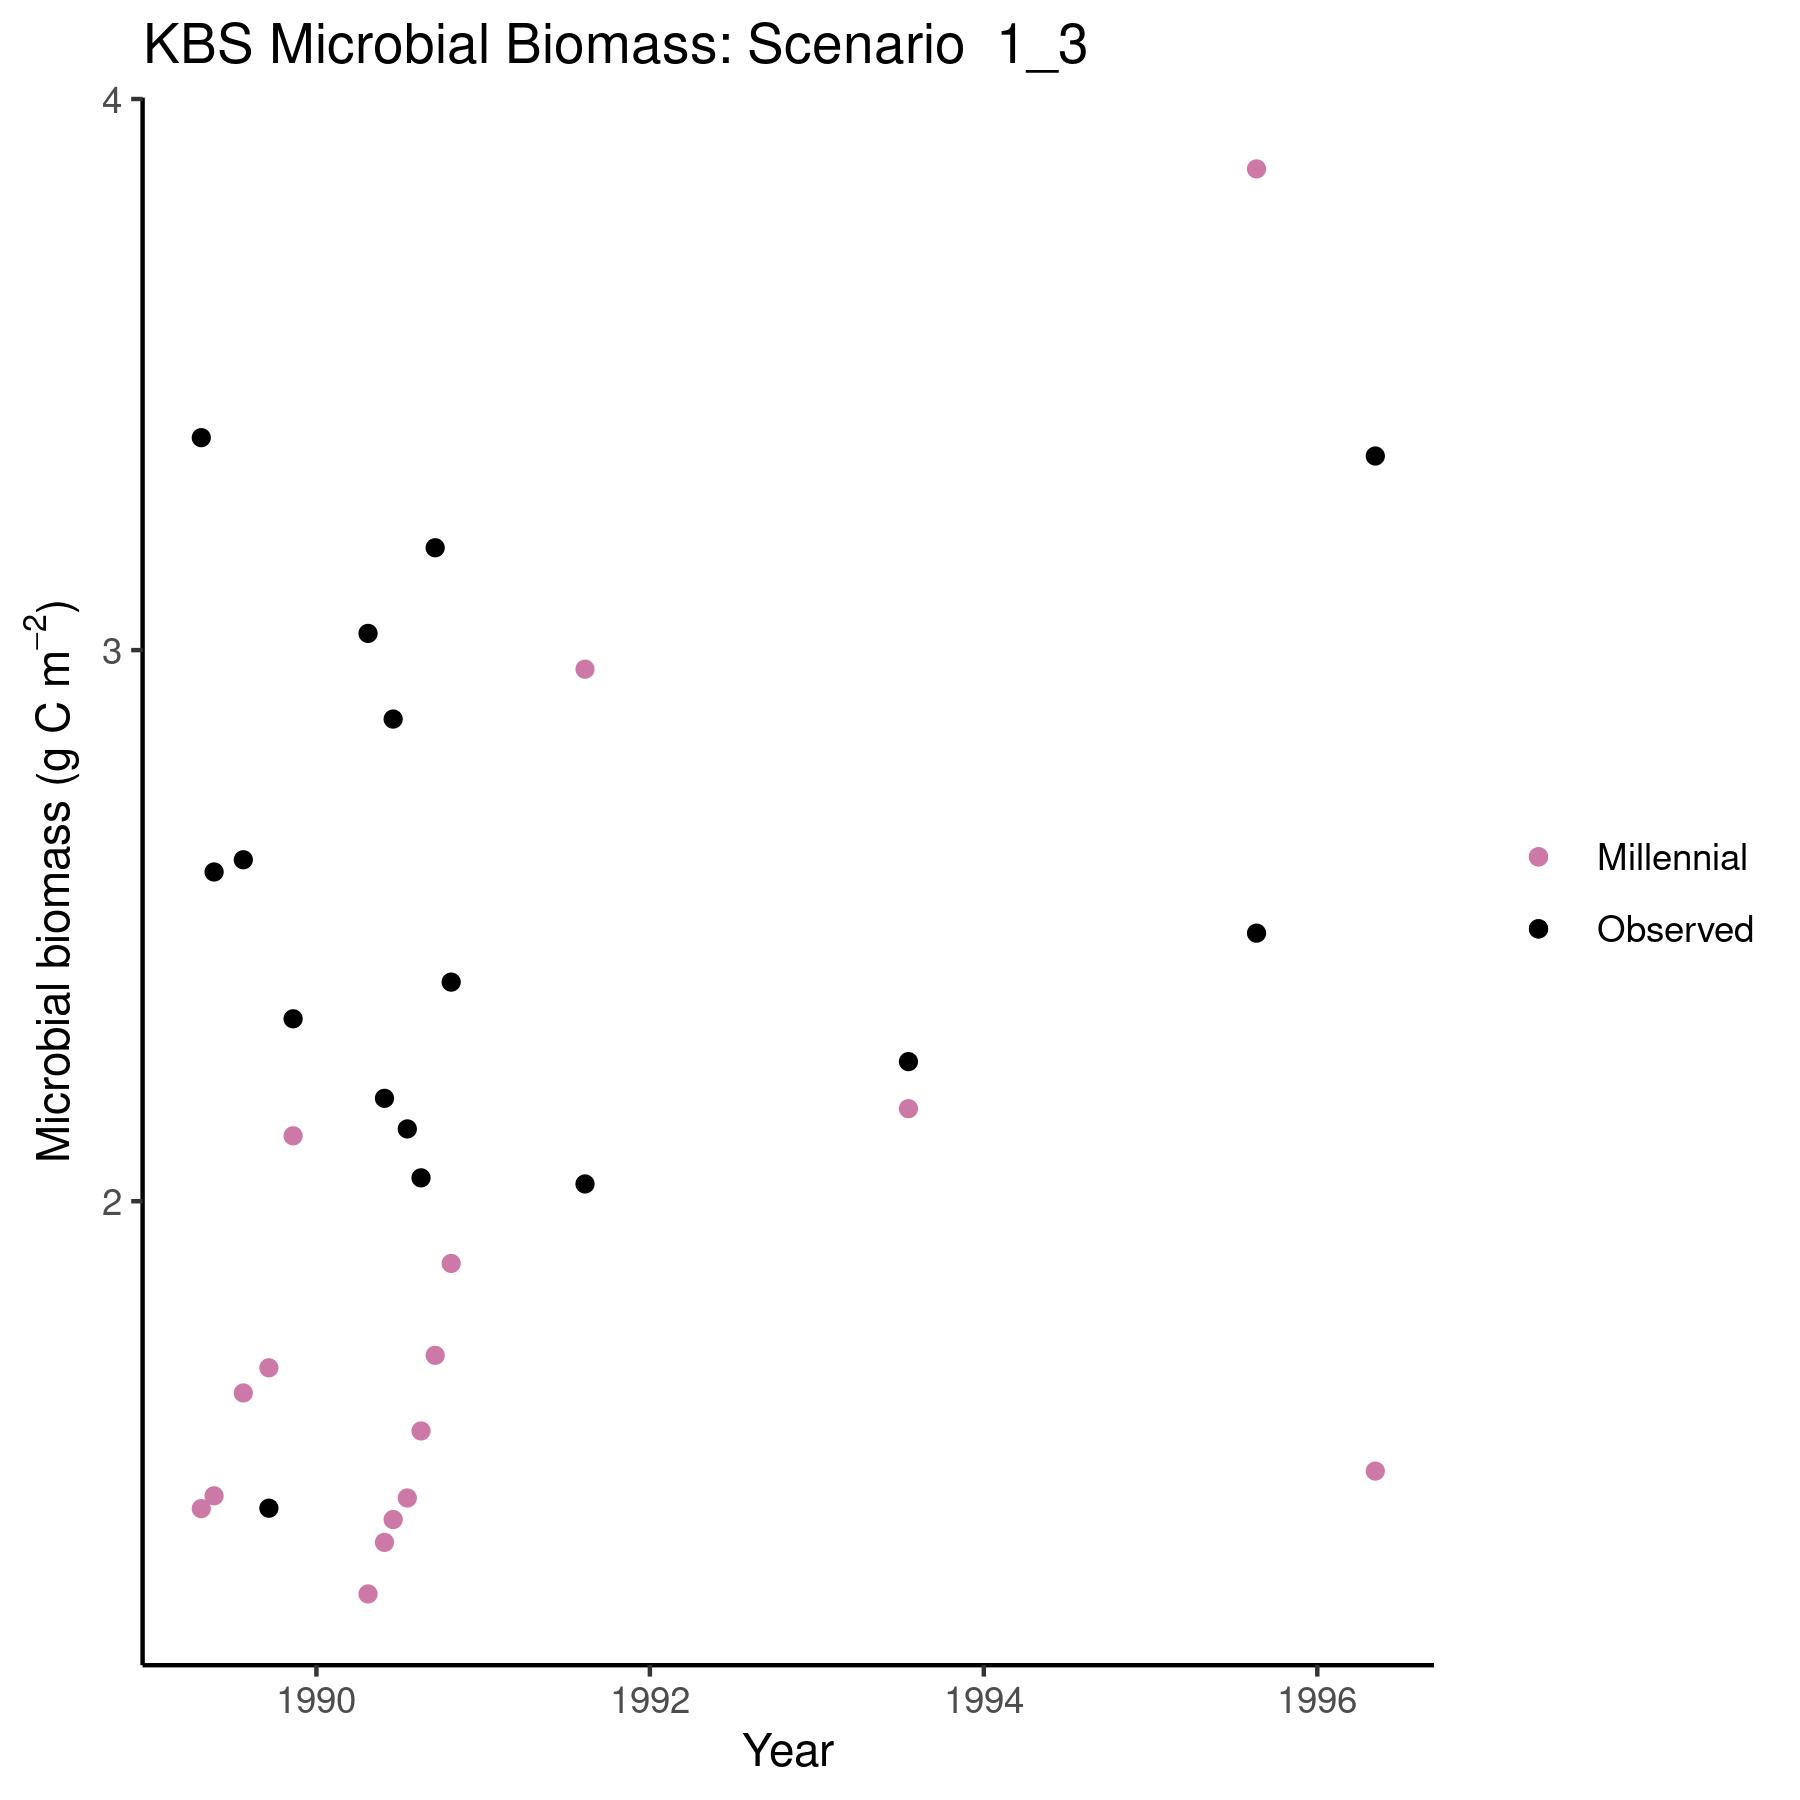 KBS Microbial Biomass: Scenario  1_3
4
3
2
Microbial biomass (g C m⁻²)
1990
1992
1994
1996
Year
Millennial
Observed